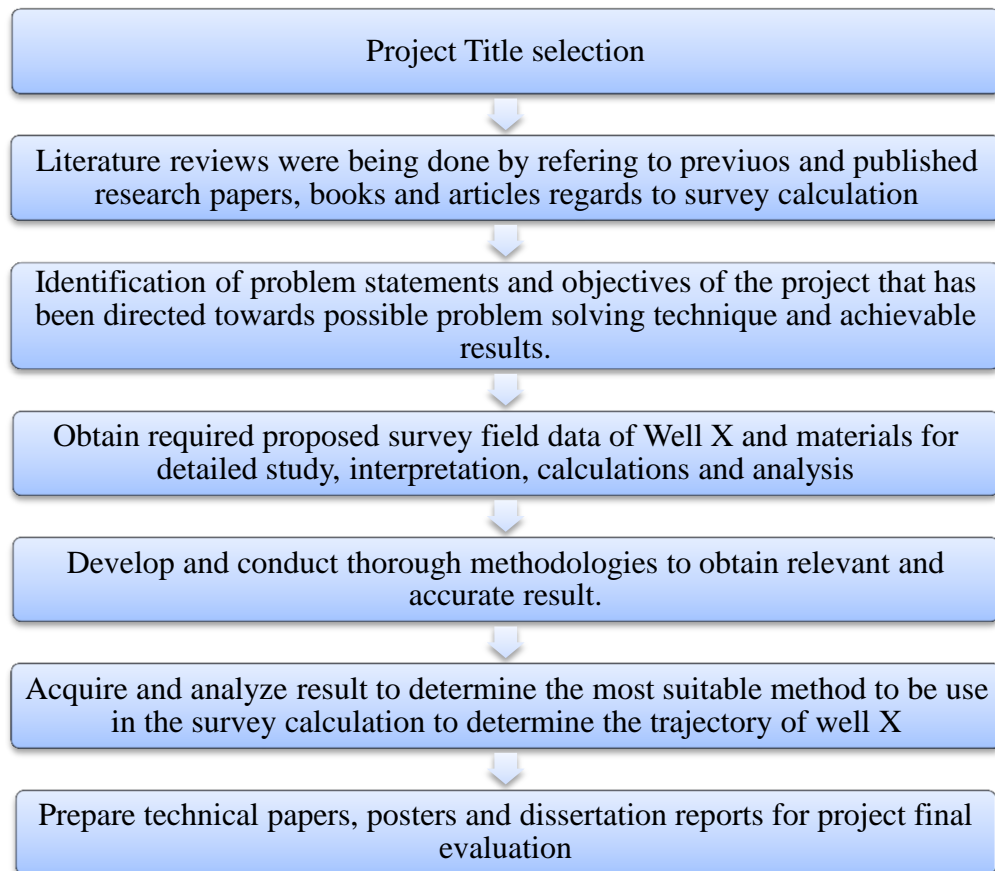 Project Title selection
Literature reviews were being done by refering to previuos and published
research papers, books and articles regards to survey calculation
Identification of problem statements and objectives of the project that has
been directed towards possible problem solving technique and achievable
results.
Obtain required proposed survey field data of Well X and materials for
detailed study, interpretation, calculations and analysis
Develop and conduct thorough methodologies to obtain relevant and
accurate result.
Acquire and analyze result to determine the most suitable method to be use
in the survey calculation to determine the trajectory of well X
Prepare technical papers, posters and dissertation reports for project final
evaluation